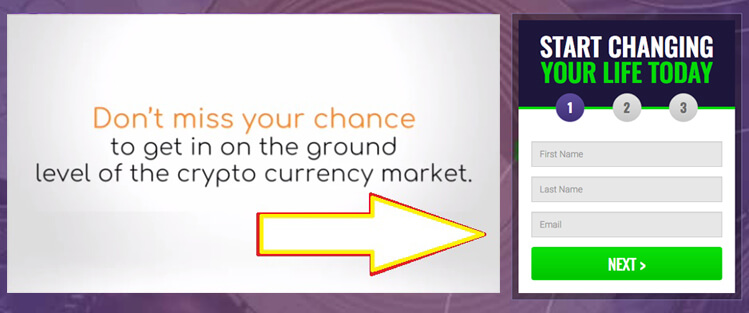 Don't miss your chance
to get in on the ground
level of the crypto currency market.
START CHANGING
YOUR LIFE TODAY
1 2 3
First Name
Last Name
Email
NEXT >